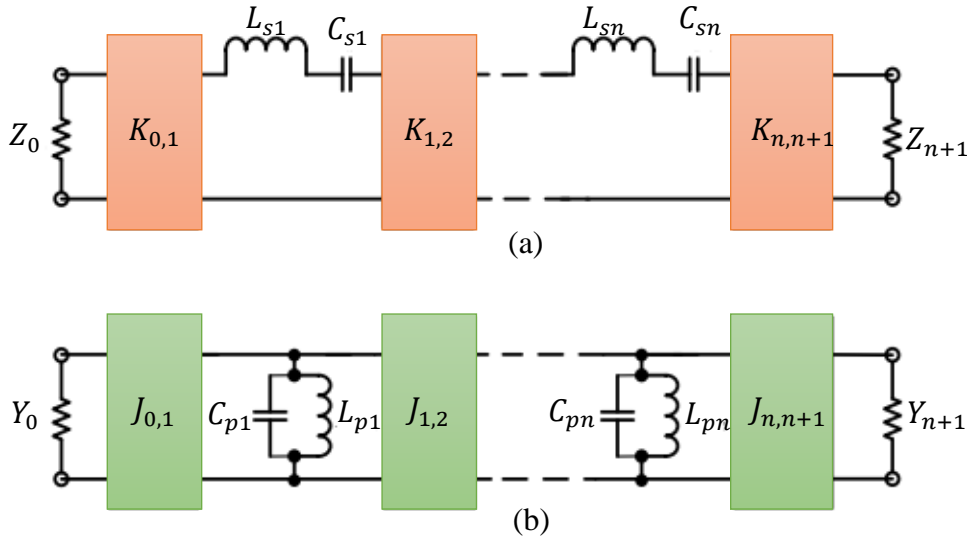 L_{s1} C_{s1} L_{sn} C_{sn}
Z_0 K_{0,1} K_{1,2} K_{n,n+1} Z_{n+1}
(a)
Y_0 J_{0,1} C_{p1} L_{p1} J_{1,2} C_{pn} L_{pn} J_{n,n+1} Y_{n+1}
(b)